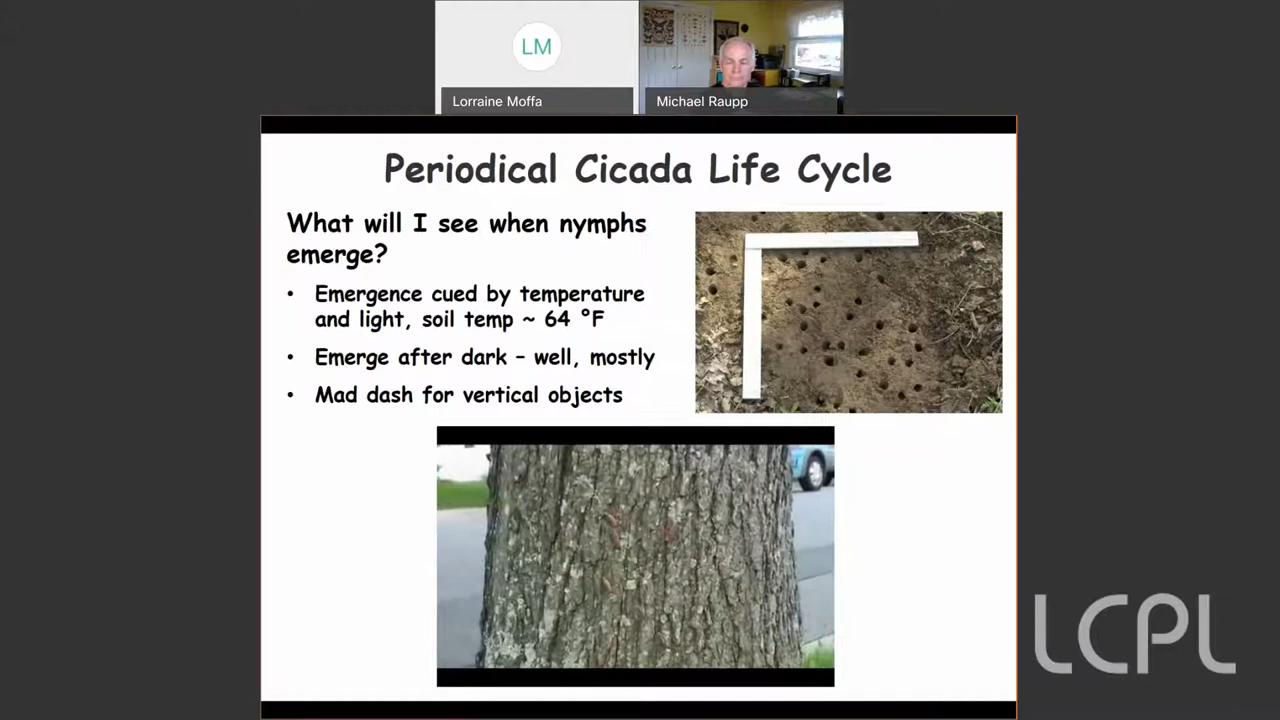 LM
Lorraine Moffa
Michael Raupp
Periodical Cicada Life Cycle
What will I see when nymphs
emerge?
• Emergence cued by temperature
and light, soil temp ~ 64 °F
• Emerge after dark – well, mostly
• Mad dash for vertical objects
LCPL